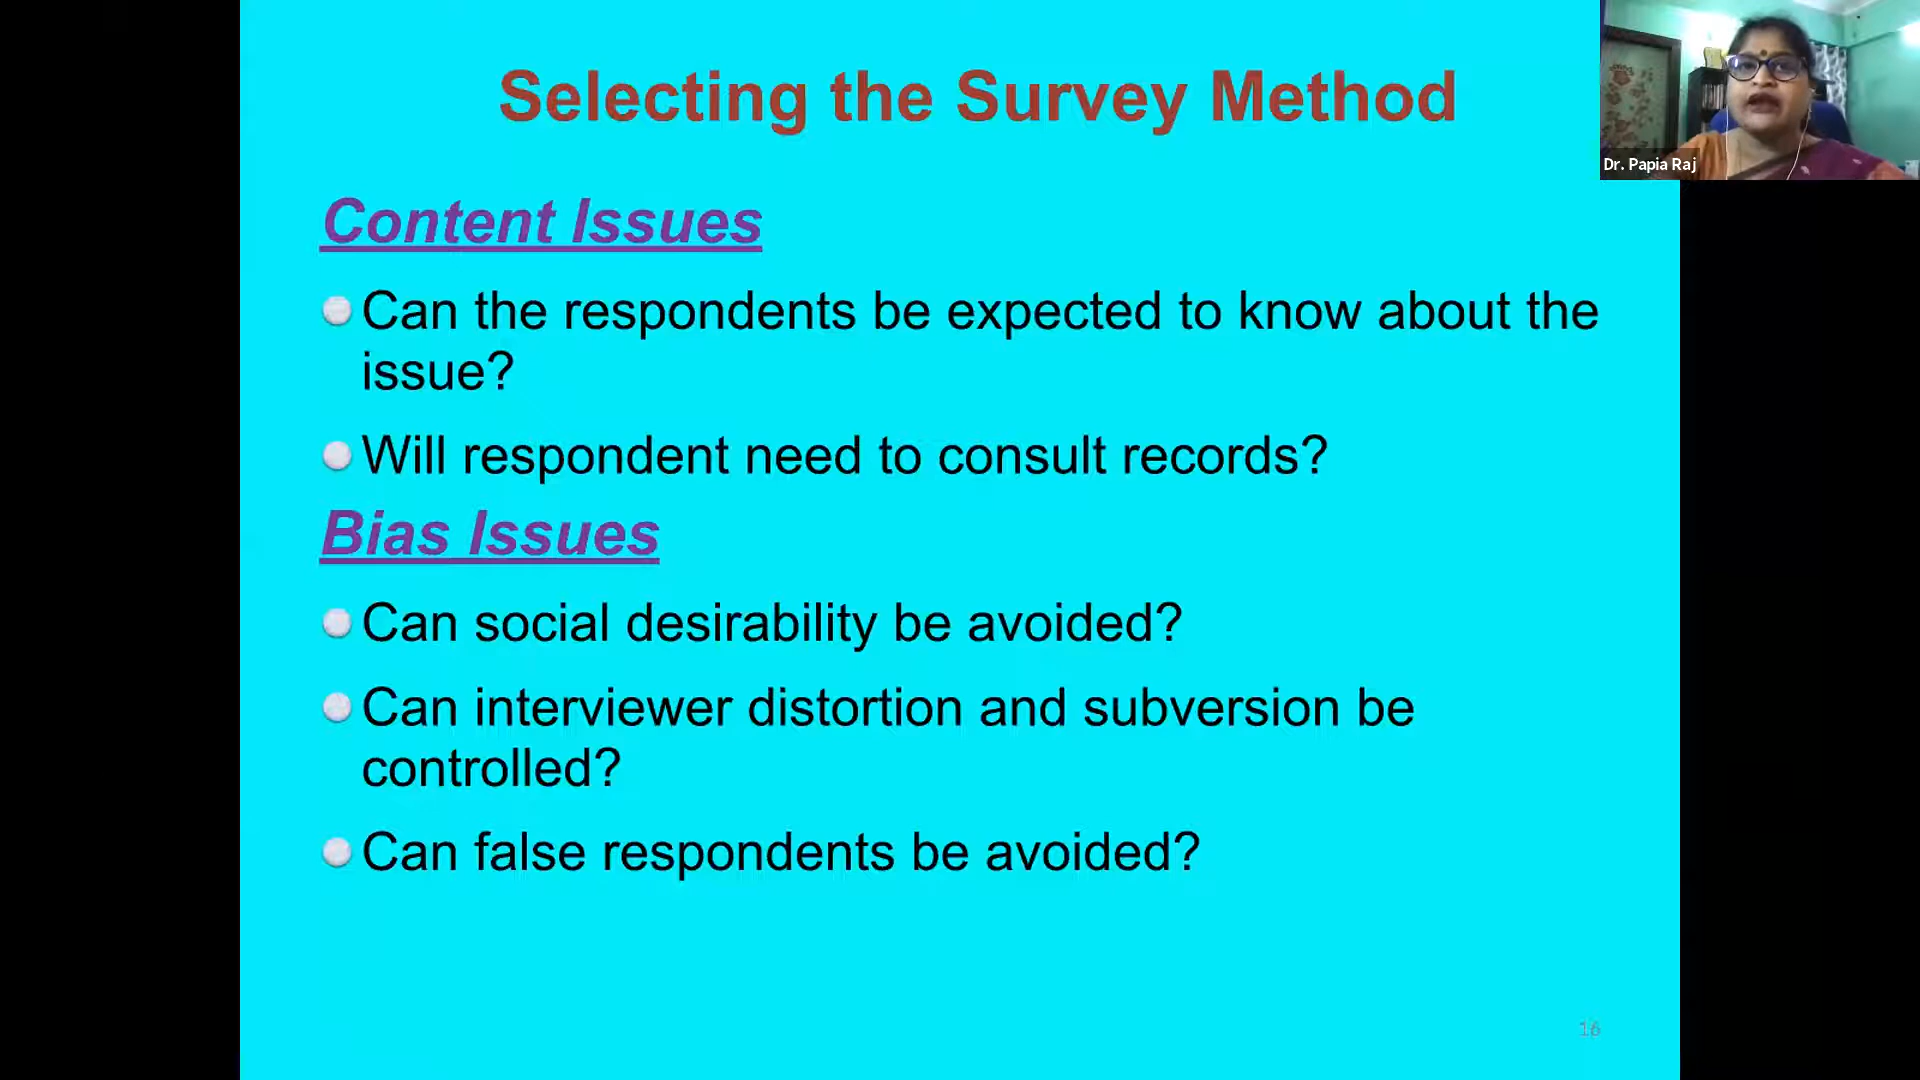 Selecting the Survey Method
Dr. Papia Raj
Content Issues
Can the respondents be expected to know about the
issue?
Will respondent need to consult records?
Bias Issues
Can social desirability be avoided?
Can interviewer distortion and subversion be
controlled?
Can false respondents be avoided?
16